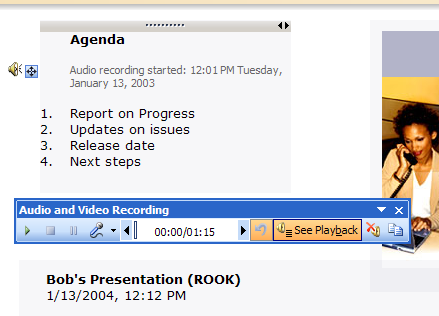 Agenda
Audio recording started: 12:01 PM Tuesday,
January 13, 2003
1. Report on Progress
2. Updates on issues
3. Release date
4. Next steps
Audio and Video Recording
00:00/01:15
See Playback
Bob's Presentation (ROOK)
1/13/2004, 12:12 PM